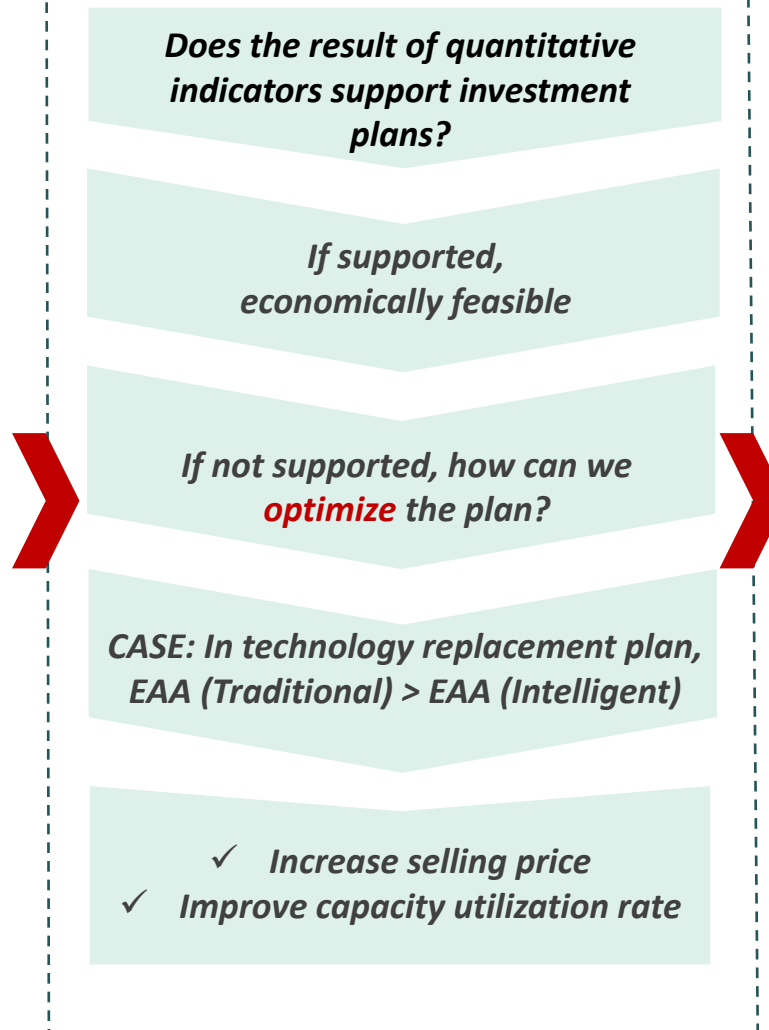 Does the result of quantitative
indicators support investment
plans?
If supported,
economically feasible
If not supported, how can we
optimize the plan?
CASE: In technology replacement plan,
EAA (Traditional) > EAA (Intelligent)
✓ Increase selling price
✓ Improve capacity utilization rate